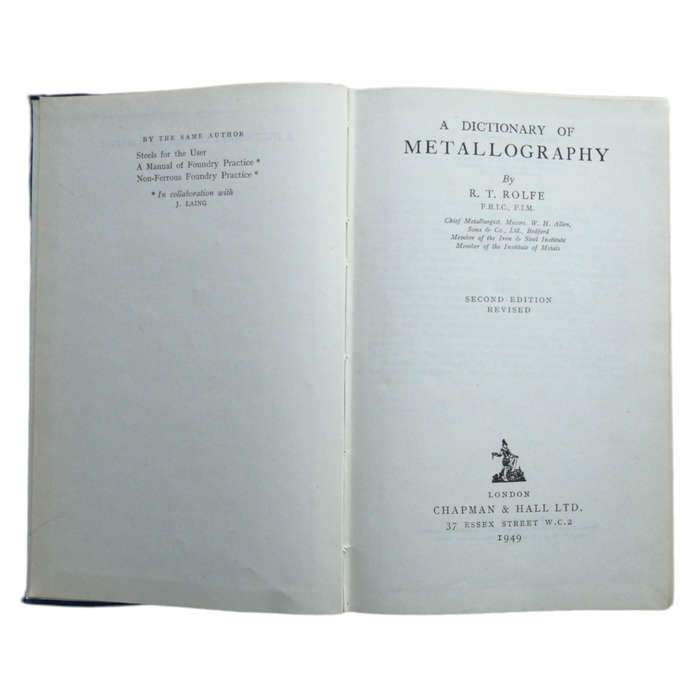 BY THE SAME AUTHOR
Steels for the User
A Manual of Foundry Practice *
Non-Ferrous Foundry Practice *
* In collaboration with
J. LAING
A DICTIONARY OF
METALLOGRAPHY
By
R. T. ROLFE
F.R.I.C., F.I.M.
Chief Metallurgist, Messrs. W. H. Allen,
Sons & Co., Ltd., Bedford
Member of the Iron & Steel Institute
Member of the Institute of Metals
SECOND EDITION
REVISED
LONDON
CHAPMAN & HALL LTD.
37 ESSEX STREET W.C.2
1949